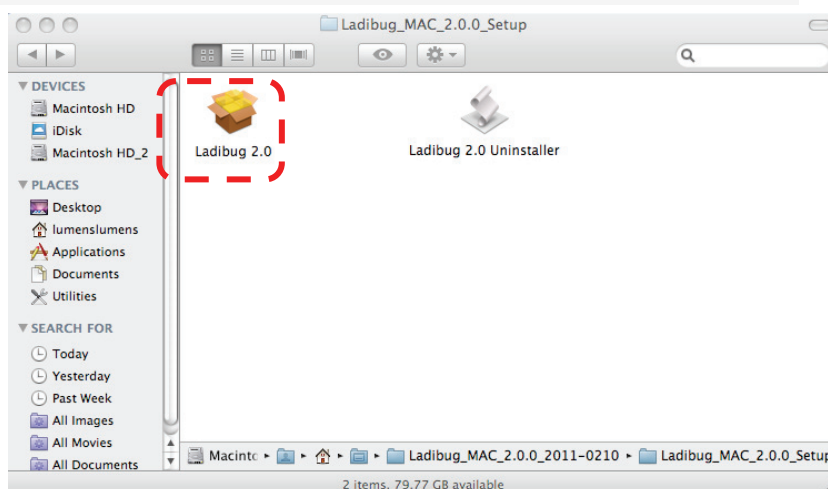 Ladibug_MAC_2.0.0_Setup
DEVICES
Macintosh HD
iDisk
Macintosh HD_2
PLACES
Desktop
lumenslumens
Applications
Documents
Utilities
SEARCH FOR
Today
Yesterday
Past Week
All Images
All Movies
All Documents
Ladibug 2.0
Ladibug 2.0 Uninstaller
Macintc Ladibug_MAC_2.0.0_2011-0210 Ladibug_MAC_2.0.0_Setup
2 items, 79.77 GB available